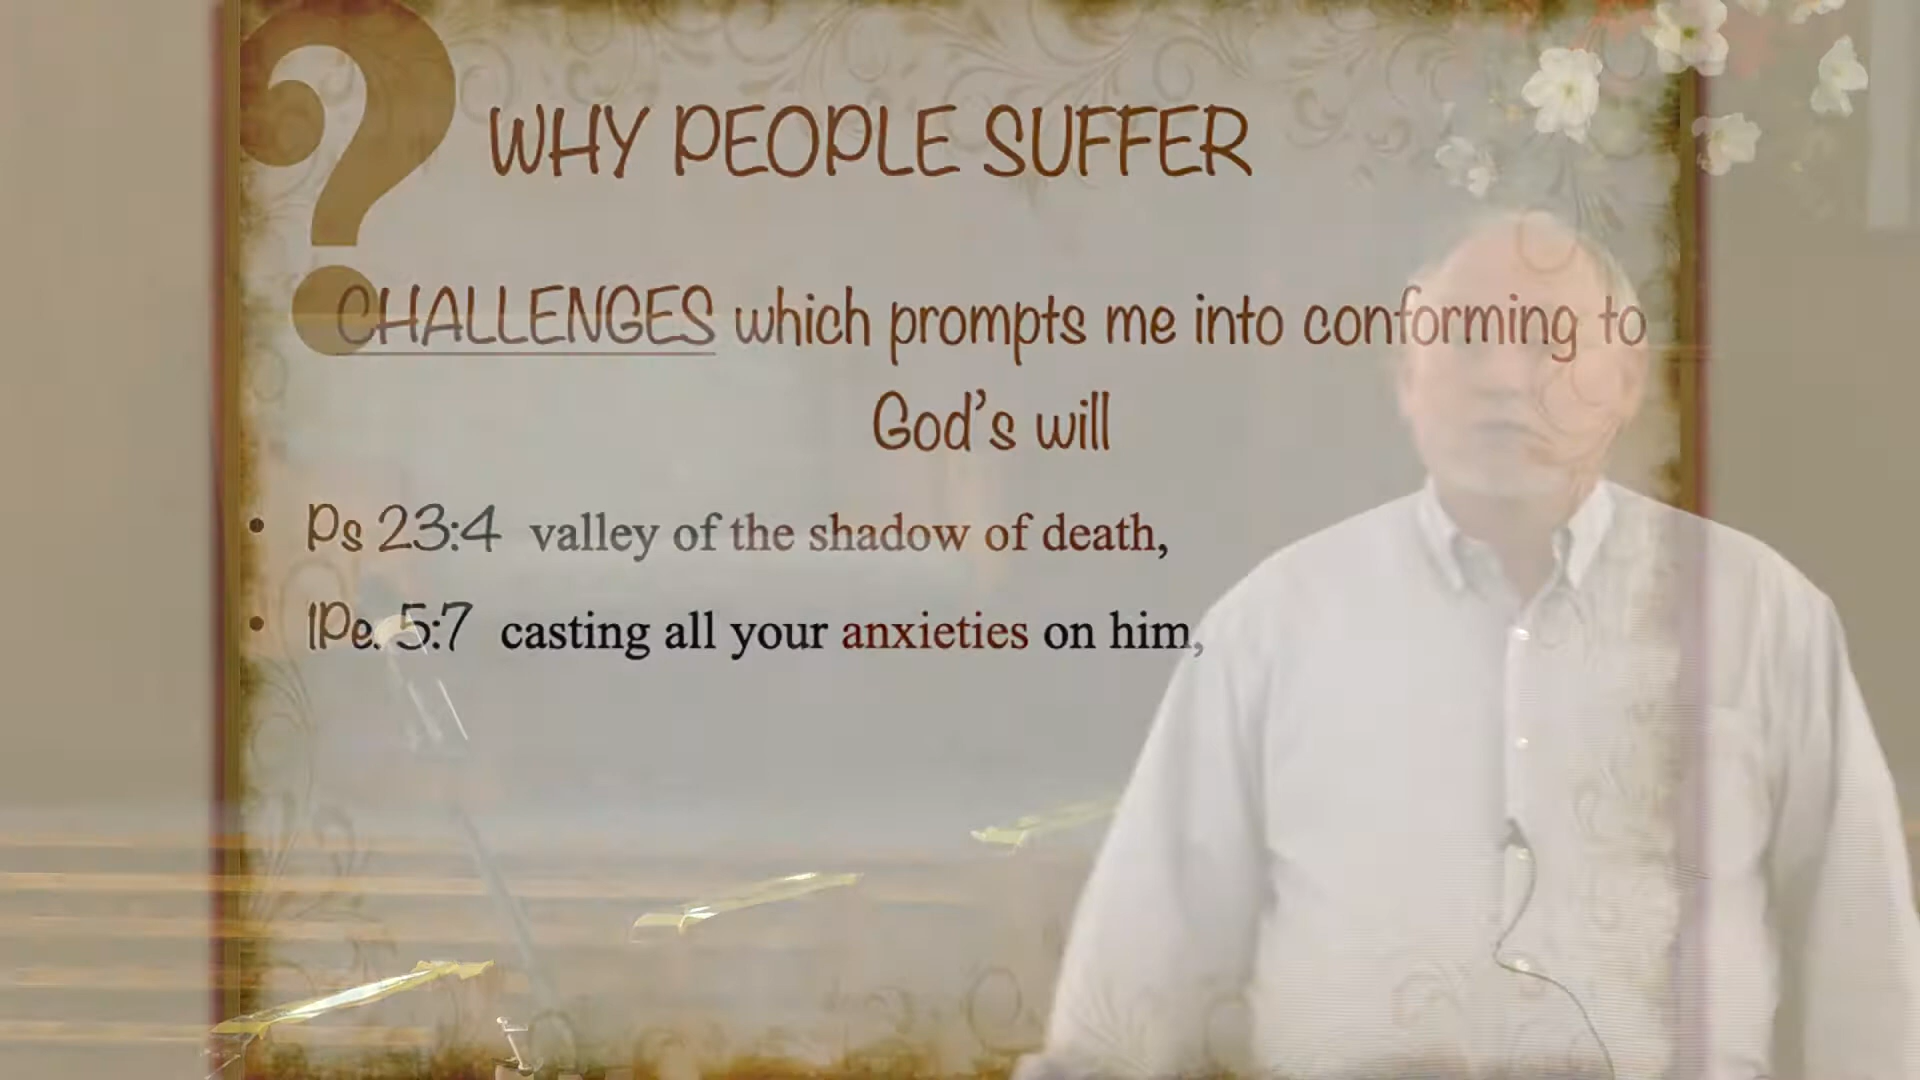 ?
WHY PEOPLE SUFFER
CHALLENGES which prompts me into conforming to
God's will
• Ps 23:4 valley of the shadow of death,
• 1Pe. 5:7 casting all your anxieties on him,